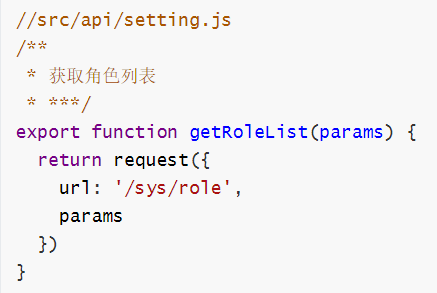 //src/api/setting.js
/**
 * 获取角色列表
 * ***/
export function getRoleList(params) {
  return request({
    url: '/sys/role',
    params
  })
}